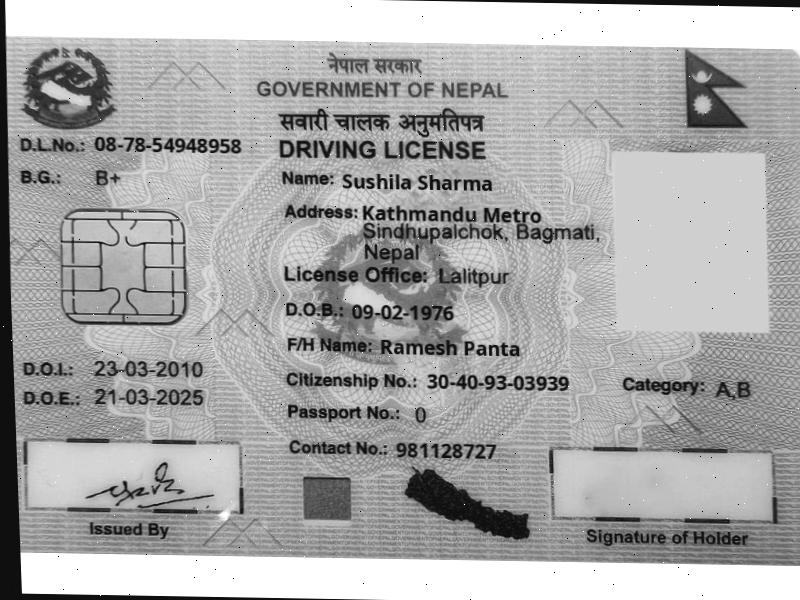 नेपाल सरकार
GOVERNMENT OF NEPAL
सवारी चालक अनुमतिपत्र
D.L.No.: 08-78-54948958
DRIVING LICENSE
B.G.: B+
Name: Sushila Sharma
Address: Kathmandu Metro
Sindhupalchok, Bagmati,
Nepal
License Office: Lalitpur
D.O.B.: 09-02-1976
F/H Name: Ramesh Panta
D.O.I.: 23-03-2010
Citizenship No.: 30-40-93-03939
Category: A,B
D.O.E.: 21-03-2025
Passport No.: 0
Contact No.: 981128727
Issued By
Signature of Holder